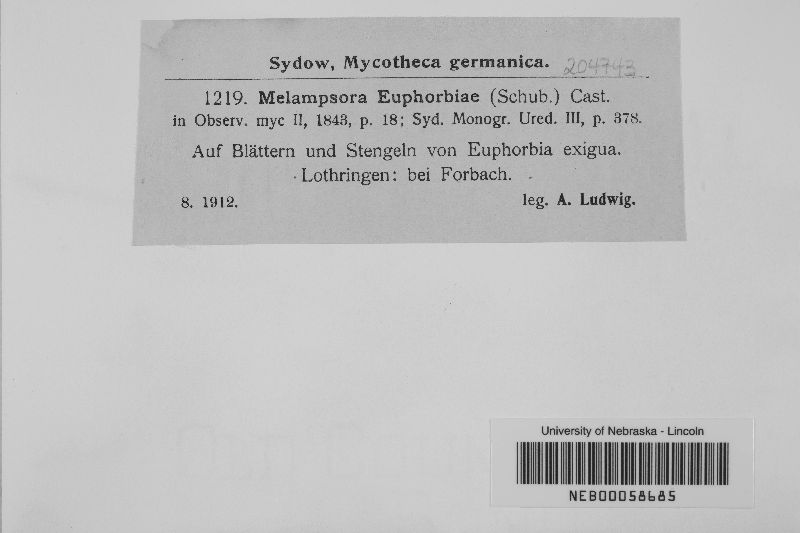 Sydow, Mycotheca germanica. 204743
1219. Melampsora Euphorbiae (Schub.) Cast.
in Observ. myc II, 1843, p. 18; Syd. Monogr. Ured. III, p. 378.
Auf Blättern und Stengeln von Euphorbia exigua.
Lothringen: bei Forbach.
8. 1912. leg. A. Ludwig.
University of Nebraska - Lincoln
NEB00058685